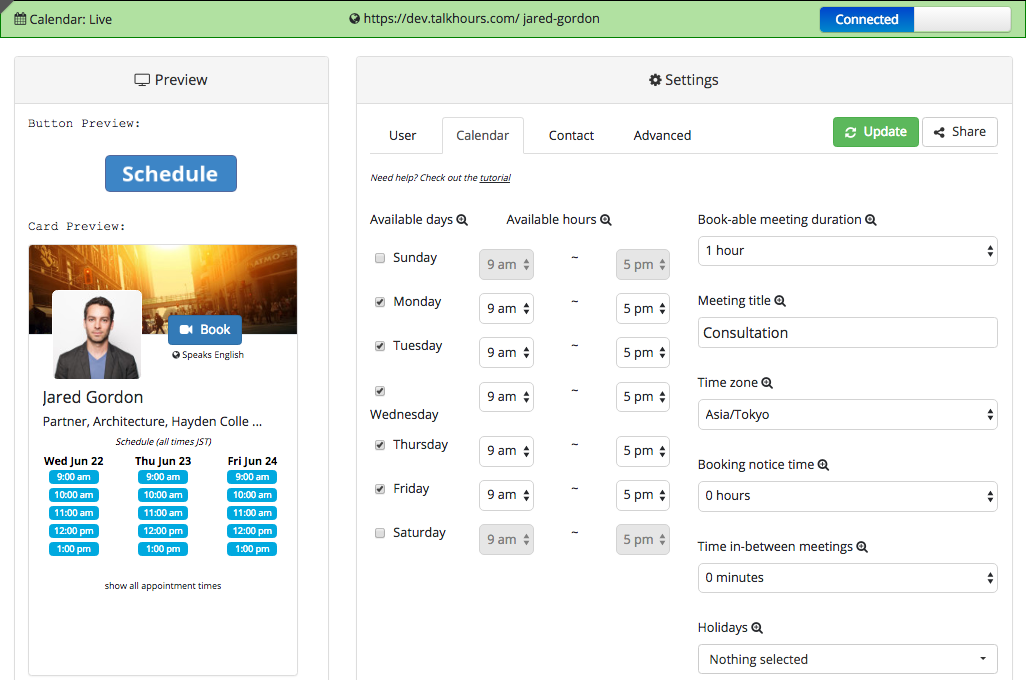 Calendar: Live
https://dev.talkhours.com/ jared-gordon
Connected
Preview
Button Preview:
Schedule
Card Preview:
Book
Speaks English
Jared Gordon
Partner, Architecture, Hayden Colle ...
Schedule (all times JST)
Wed Jun 22 Thu Jun 23 Fri Jun 24
9:00 am 9:00 am 9:00 am
10:00 am 10:00 am 10:00 am
11:00 am 11:00 am 11:00 am
12:00 pm 12:00 pm 12:00 pm
1:00 pm 1:00 pm 1:00 pm
show all appointment times
Settings
User Calendar Contact Advanced
Update Share
Need help? Check out the tutorial
Available days Available hours
Sunday 9 am ~ 5 pm
Monday 9 am ~ 5 pm
Tuesday 9 am ~ 5 pm
9 am ~ 5 pm
Wednesday
Thursday 9 am ~ 5 pm
Friday 9 am ~ 5 pm
Saturday 9 am ~ 5 pm
Book-able meeting duration
1 hour
Meeting title
Consultation
Time zone
Asia/Tokyo
Booking notice time
0 hours
Time in-between meetings
0 minutes
Holidays
Nothing selected